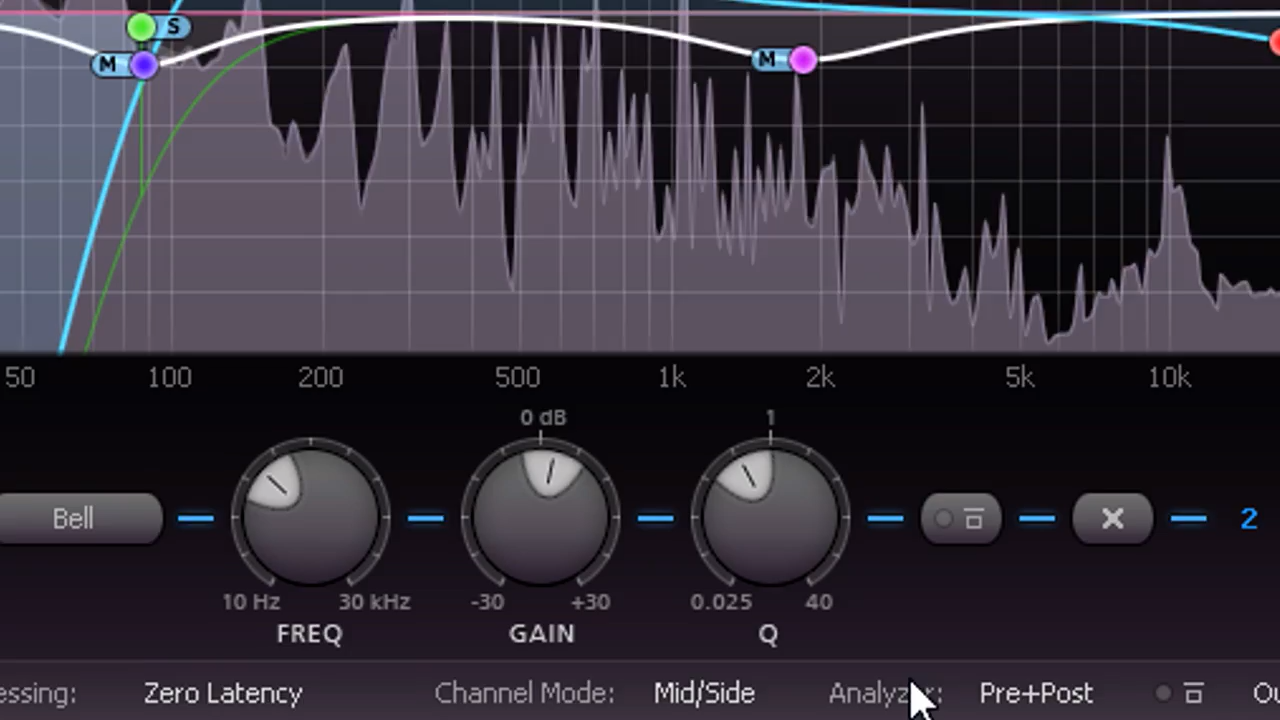 S
M
M
50 100 200 500 1k 2k 5k 10k
0 dB 1
Bell 2
10 Hz 30 kHz -30 +30 0.025 40
FREQ GAIN Q
essing: Zero Latency Channel Mode: Mid/Side Pre+Post